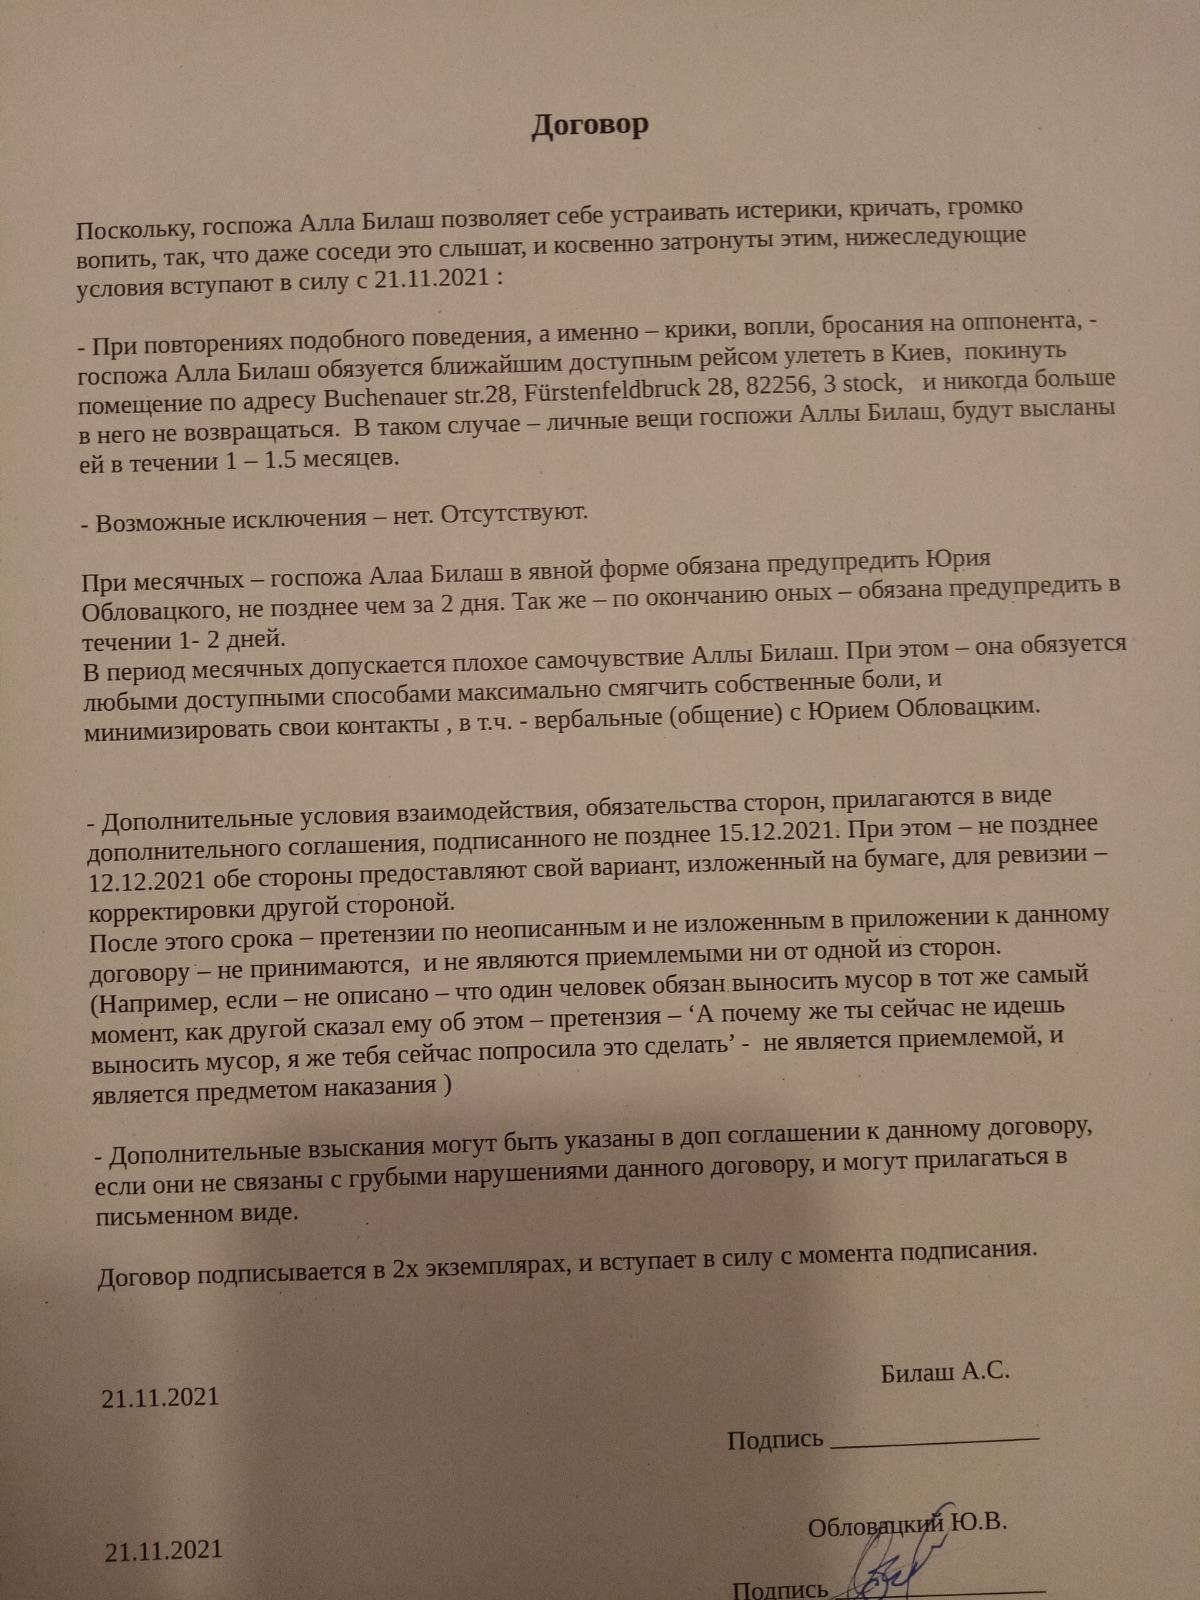 Договор
Поскольку, госпожа Алла Билаш позволяет себе устраивать истерики, кричать, громко
вопить, так, что даже соседи это слышат, и косвенно затронуты этим, нижеследующие
условия вступают в силу с 21.11.2021 :
- При повторениях подобного поведения, а именно – крики, вопли, бросания на оппонента, -
госпожа Алла Билаш обязуется ближайшим доступным рейсом улететь в Киев, покинуть
помещение по адресу Buchenauer str.28, Fürstenfeldbruck 28, 82256, 3 stock, и никогда больше
в него не возвращаться. В таком случае – личные вещи госпожи Аллы Билаш, будут высланы
ей в течении 1 – 1.5 месяцев.
- Возможные исключения – нет. Отсутствуют.
При месячных – госпожа Алаа Билаш в явной форме обязана предупредить Юрия
Обловацкого, не позднее чем за 2 дня. Так же – по окончанию оных – обязана предупредить в
течении 1- 2 дней.
В период месячных допускается плохое самочувствие Аллы Билаш. При этом – она обязуется
любыми доступными способами максимально смягчить собственные боли, и
минимизировать свои контакты , в т.ч. - вербальные (общение) с Юрием Обловацким.
- Дополнительные условия взаимодействия, обязательства сторон, прилагаются в виде
дополнительного соглашения, подписанного не позднее 15.12.2021. При этом – не позднее
12.12.2021 обе стороны предоставляют свой вариант, изложенный на бумаге, для ревизии –
корректировки другой стороной.
После этого срока – претензии по неописанным и не изложенным в приложении к данному
договору – не принимаются, и не являются приемлемыми ни от одной из сторон.
(Например, если – не описано – что один человек обязан выносить мусор в тот же самый
момент, как другой сказал ему об этом – претензия – ‘А почему же ты сейчас не идешь
выносить мусор, я же тебя сейчас попросила это сделать’ - не является приемлемой, и
является предметом наказания )
- Дополнительные взыскания могут быть указаны в доп соглашении к данному договору,
если они не связаны с грубыми нарушениями данного договору, и могут прилагаться в
письменном виде.
Договор подписывается в 2х экземплярах, и вступает в силу с момента подписания.
Билаш А.С.
21.11.2021
Подпись
Обловацкий Ю.В.
21.11.2021
Подпись